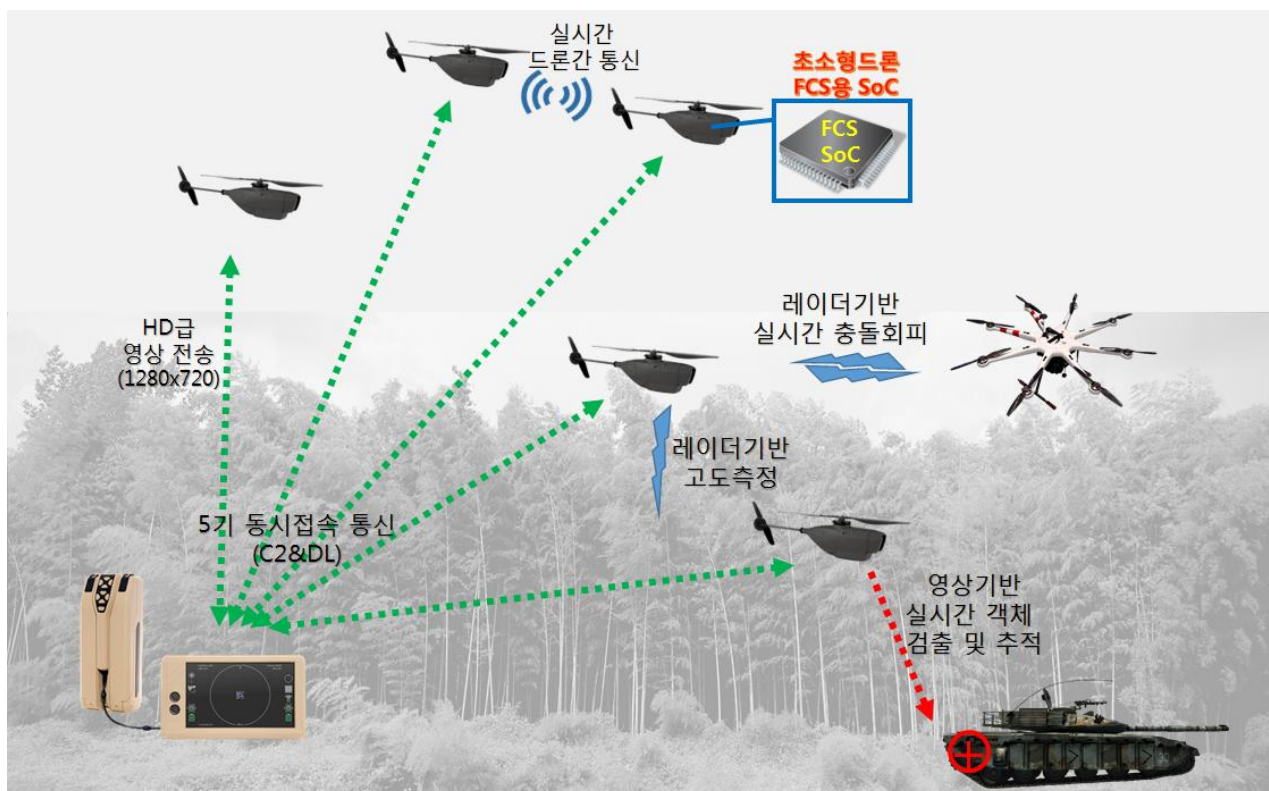 실시간
드론간 통신
초소형드론
FCS용 SoC
FCS
SoC
레이더기반
실시간 충돌회피
HD급
영상 전송
(1280x720)
레이더기반
고도측정
5기 동시접속 통신
(C2&DL)
영상기반
실시간 객체
검출 및 추적